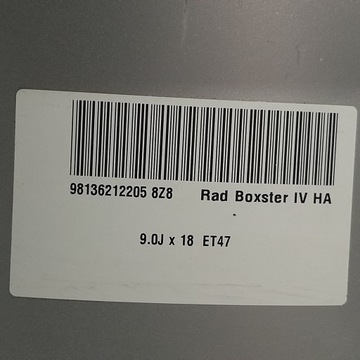 98136212205 8Z8 Rad Boxster IV HA
9.0J x 18 ET47